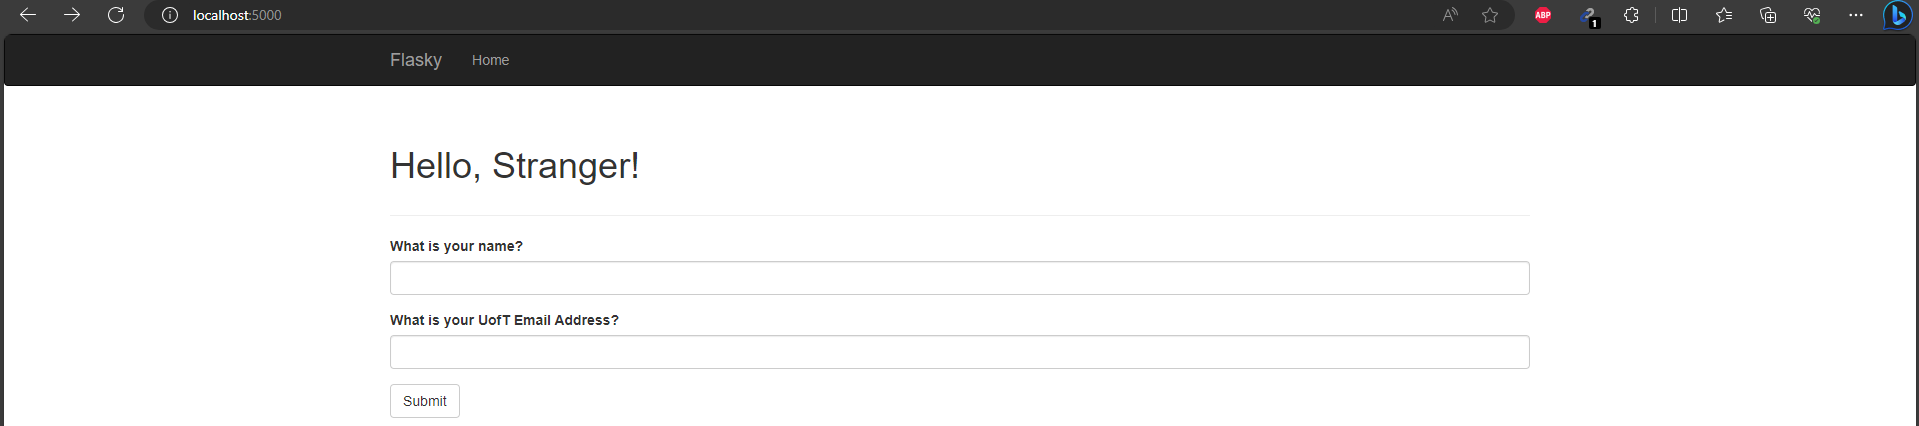 localhost:5000
ABP
1
Flasky Home
Hello, Stranger!
What is your name?
What is your UofT Email Address?
Submit